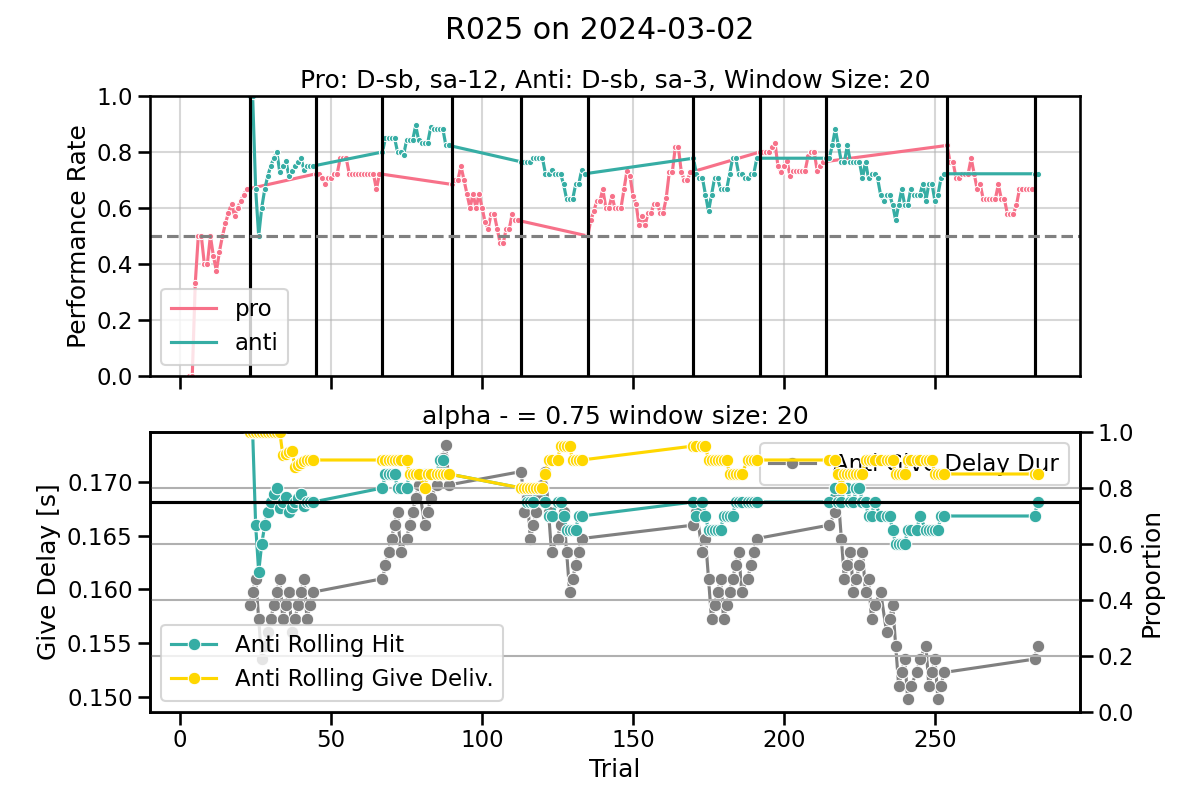 R025 on 2024-03-02
Pro: D-sb, sa-12, Anti: D-sb, sa-3, Window Size: 20
1.0
0.8
0.6
0.4
0.2
0.0
Performance Rate
pro
anti
alpha - = 0.75 window size: 20
0.170
0.165
0.160
0.155
0.150
Give Delay [s]
Anti Give Delay Dur
Anti Rolling Hit
Anti Rolling Give Deliv.
1.0
0.8
0.6
0.4
0.2
0.0
Proportion
0 50 100 150 200 250
Trial